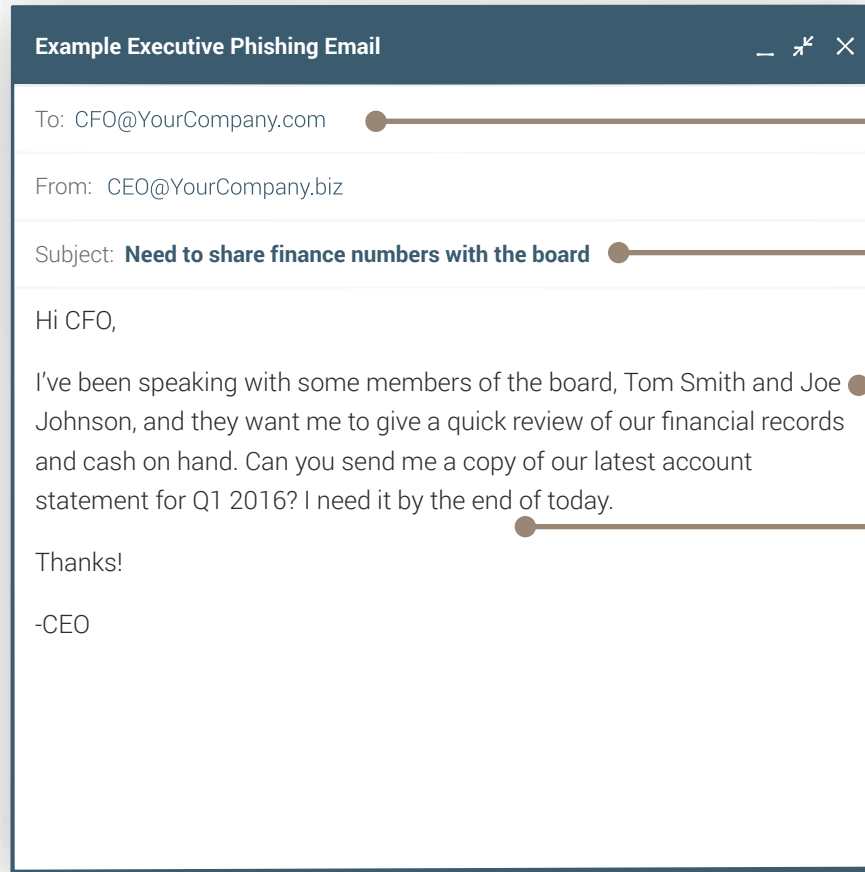 Example Executive Phishing Email
To: CFO@YourCompany.com
From: CEO@YourCompany.biz
Subject: Need to share finance numbers with the board
Hi CFO,
I’ve been speaking with some members of the board, Tom Smith and Joe
Johnson, and they want me to give a quick review of our financial records
and cash on hand. Can you send me a copy of our latest account
statement for Q1 2016? I need it by the end of today.
Thanks!
-CEO